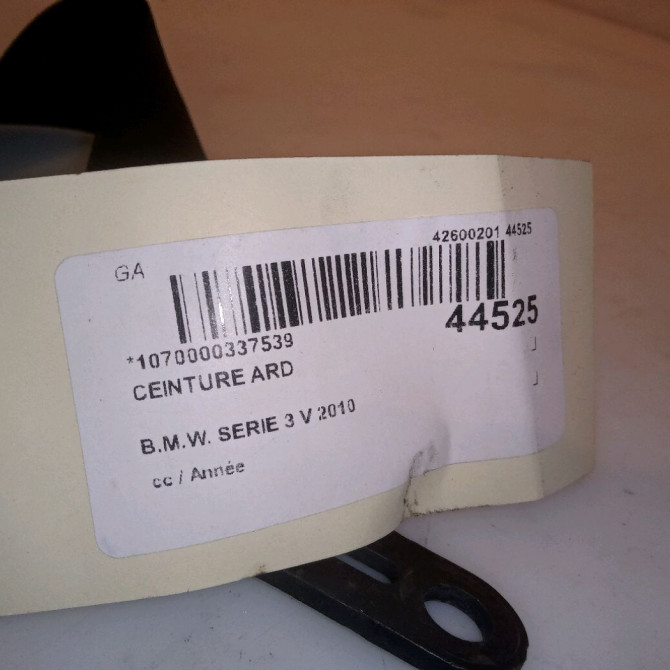 GA
42600201 44525
44525
*1070000337539
CEINTURE ARD
B.M.W. SERIE 3 V 2010
cc / Année